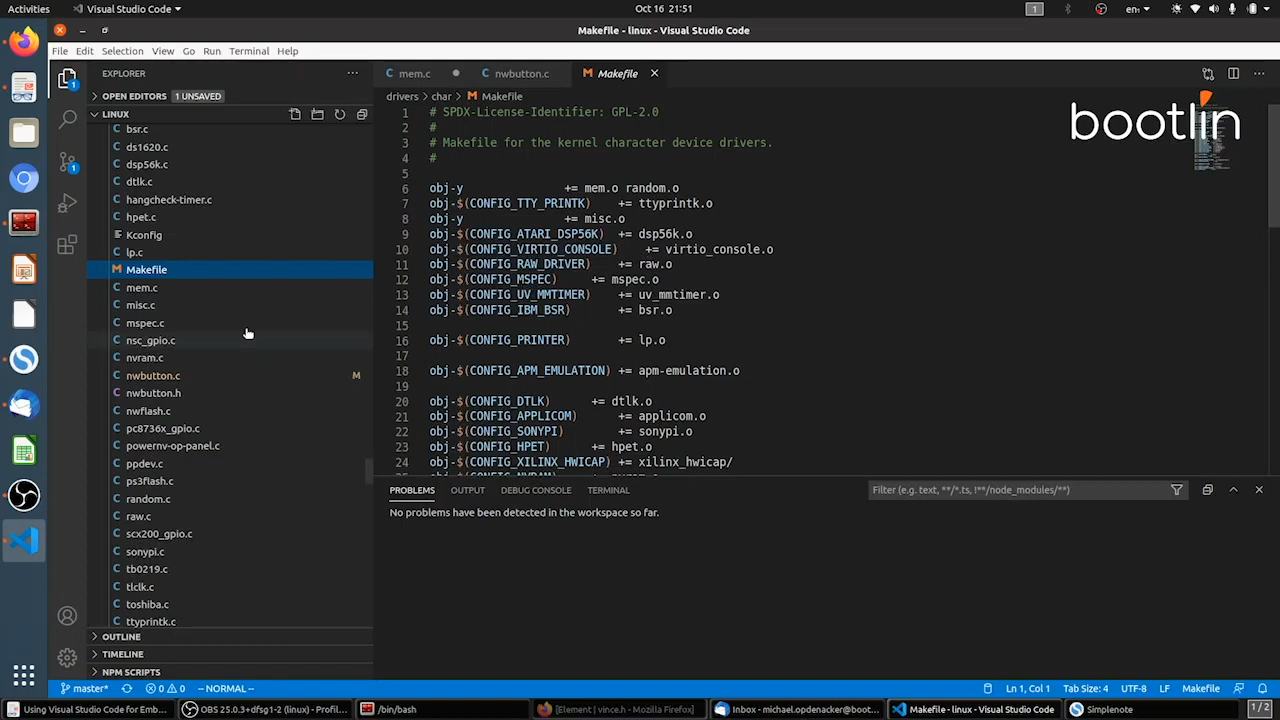 Activities
Visual Studio Code
Oct 16 21:51
1
en
Makefile - linux - Visual Studio Code
File Edit Selection View Go Run Terminal Help
EXPLORER
OPEN EDITORS 1 UNSAVED
LINUX
bsr.c
ds1620.c
dsp56k.c
dtlk.c
hangcheck-timer.c
hpet.c
Kconfig
lp.c
Makefile
mem.c
misc.c
mspec.c
nsc_gpio.c
nvram.c
nwbutton.c M
nwbutton.h
nwflash.c
pc8736x_gpio.c
powernv-op-panel.c
ppdev.c
ps3flash.c
random.c
raw.c
scx200_gpio.c
sonypi.c
tb0219.c
tlclk.c
toshiba.c
ttyprintk.c
OUTLINE
TIMELINE
NPM SCRIPTS
mem.c
nwbutton.c
Makefile
drivers > char > Makefile
bootlin
1 # SPDX-License-Identifier: GPL-2.0
2 #
3 # Makefile for the kernel character device drivers.
4 #
5
6 obj-y += mem.o random.o
7 obj-$(CONFIG_TTY_PRINTK) += ttyprintk.o
8 obj-y += misc.o
9 obj-$(CONFIG_ATARI_DSP56K) += dsp56k.o
10 obj-$(CONFIG_VIRTIO_CONSOLE) += virtio_console.o
11 obj-$(CONFIG_RAW_DRIVER) += raw.o
12 obj-$(CONFIG_MSPEC) += mspec.o
13 obj-$(CONFIG_UV_MMTIMER) += uv_mmtimer.o
14 obj-$(CONFIG_IBM_BSR) += bsr.o
15
16 obj-$(CONFIG_PRINTER) += lp.o
17
18 obj-$(CONFIG_APM_EMULATION) += apm-emulation.o
19
20 obj-$(CONFIG_DTLK) += dtlk.o
21 obj-$(CONFIG_APPLICOM) += applicom.o
22 obj-$(CONFIG_SONYPI) += sonypi.o
23 obj-$(CONFIG_HPET) += hpet.o
24 obj-$(CONFIG_XILINX_HWICAP) += xilinx_hwicap/
PROBLEMS OUTPUT DEBUG CONSOLE TERMINAL
Filter (e.g. text, **/*.ts, !**/node_modules/**)
No problems have been detected in the workspace so far.
master* 0 0 -- NORMAL -- Ln 1, Col 1 Tab Size: 4 UTF-8 LF Makefile
Using Visual Studio Code for Emb...
OBS 25.0.3+dfsg1-2 (linux) - Profil...
/bin/bash
[Element | vince.h - Mozilla Firefox]
Inbox - michael.opdenacker@boot...
Makefile - linux - Visual Studio Code
Simplenote
1 / 2